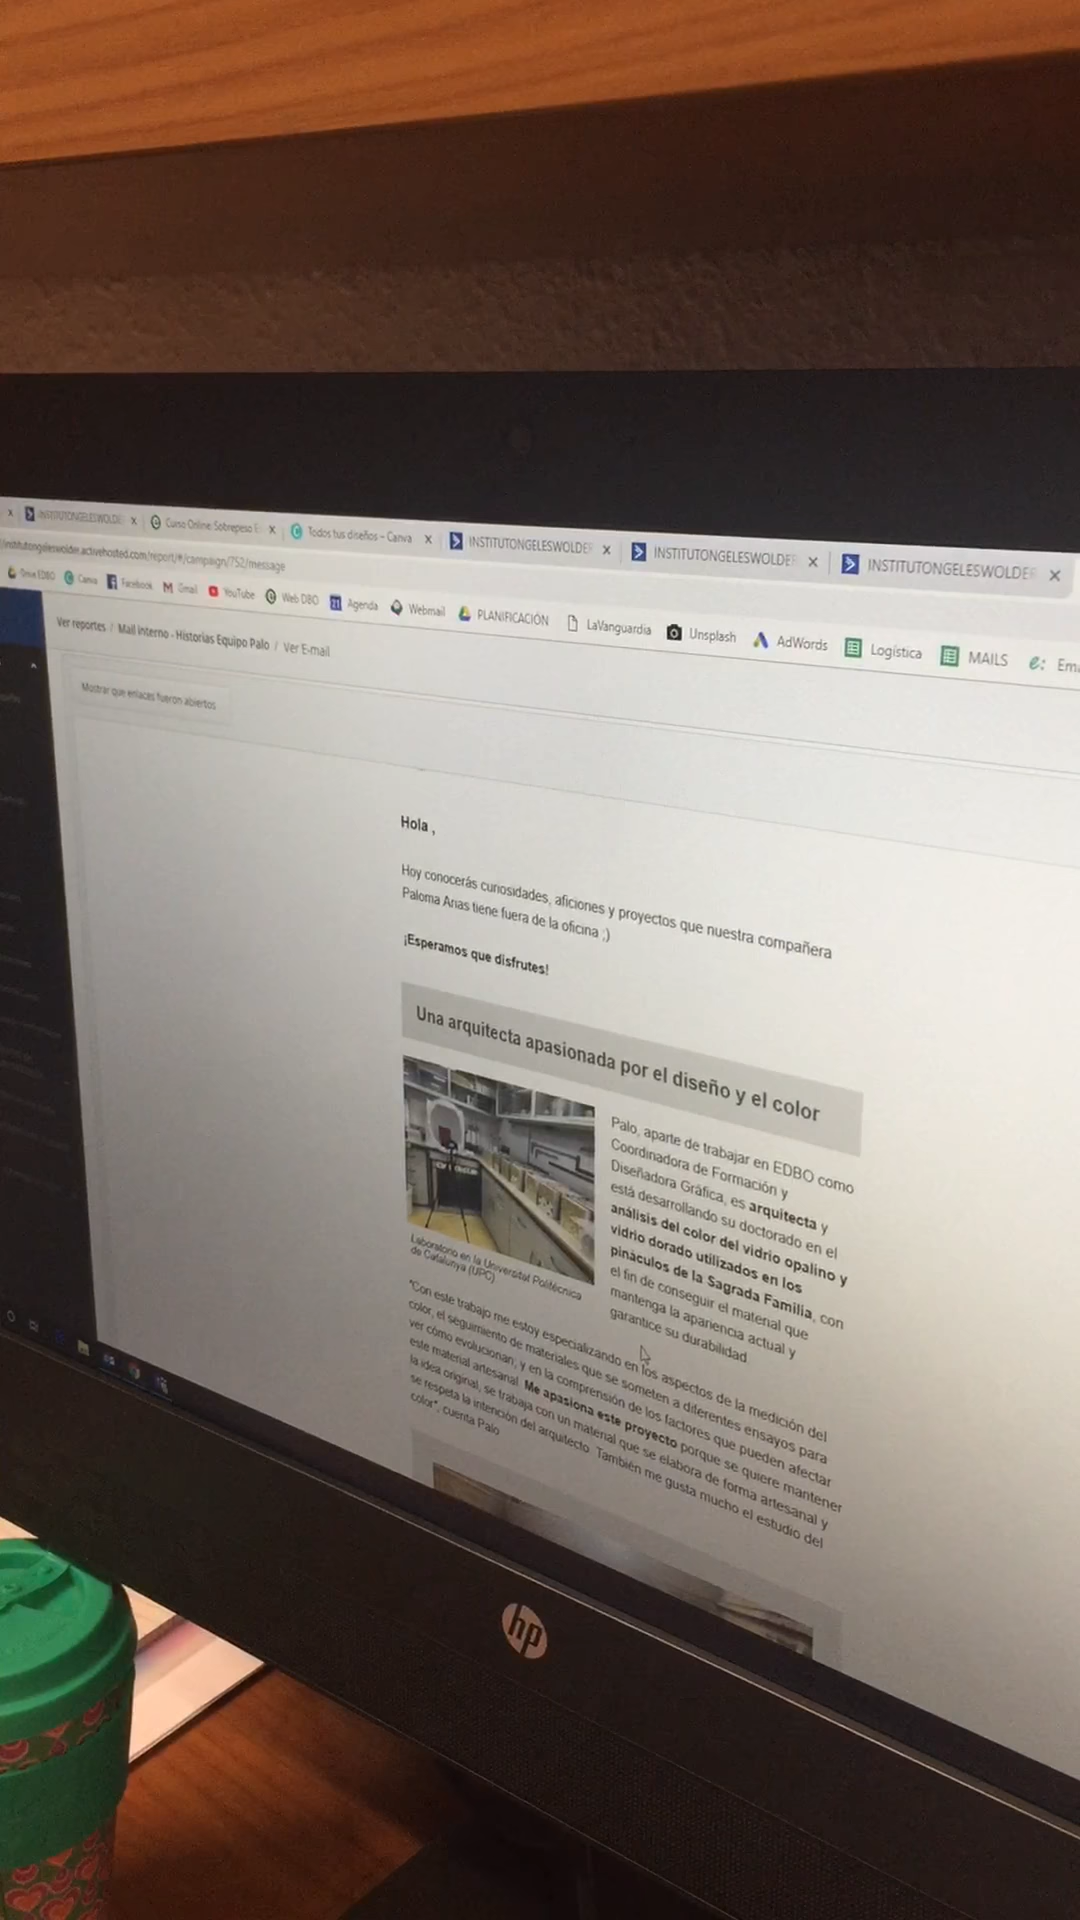 INSTITUTONGELESWOLDER
Curso Online: Sobrepeso E
Todos tus diseños – Canva
INSTITUTONGELESWOLDER
INSTITUTONGELESWOLDER
INSTITUTONGELESWOLDER
institutongeleswolder.activehosted.com/report/#/campaign/752/message
Drive EDBO
Canva
Facebook
Gmail
YouTube
Web DBO
Agenda
Webmail
PLANIFICACIÓN
LaVanguardia
Unsplash
AdWords
Logística
MAILS
Ema
Ver reportes / Mail interno - Historias Equipo Palo / Ver E-mail
Mostrar que enlaces fueron abiertos
Hola ,
Hoy conocerás curiosidades, aficiones y proyectos que nuestra compañera
Paloma Arias tiene fuera de la oficina ;)
¡Esperamos que disfrutes!
Una arquitecta apasionada por el diseño y el color
Palo, aparte de trabajar en EDBO como
Coordinadora de Formación y
Diseñadora Gráfica, es arquitecta y
está desarrollando su doctorado en el
análisis del color del vidrio opalino y
vidrio dorado utilizados en los
pináculos de la Sagrada Familia, con
el fin de conseguir el material que
mantenga la apariencia actual y
garantice su durabilidad.
Laboratorio en la Universitat Politécnica
de Catalunya (UPC)
"Con este trabajo me estoy especializando en los aspectos de la medición del
color, el seguimiento de materiales que se someten a diferentes ensayos para
ver cómo evolucionan, y en la comprensión de los factores que pueden afectar
este material artesanal. Me apasiona este proyecto porque se quiere mantener
la idea original, se trabaja con un material que se elabora de forma artesanal y
se respeta la intención del arquitecto. También me gusta mucho el estudio del
color", cuenta Palo
hp